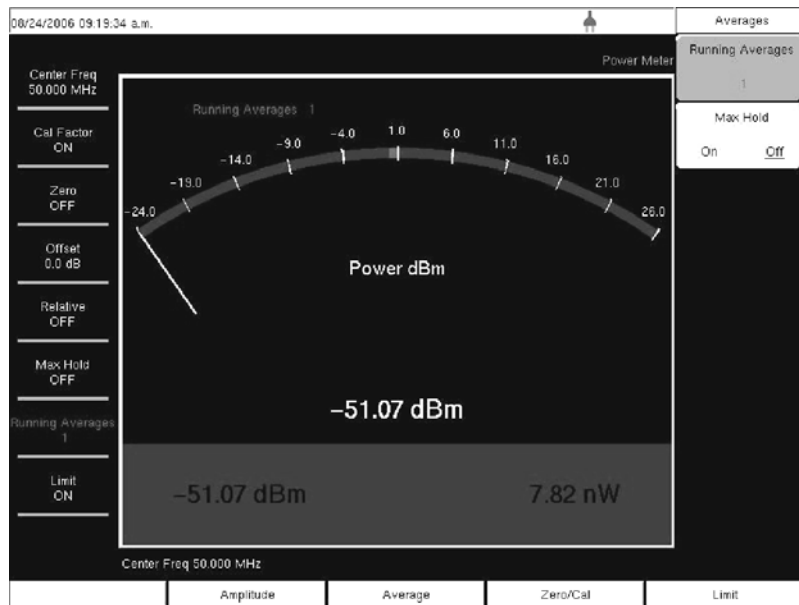 08/24/2006 09:19:34 a.m.
Averages
Power Meter
Running Averages
1
Max Hold
On Off
Center Freq
50.000 MHz
Cal Factor
ON
Zero
OFF
Offset
0.0 dB
Relative
OFF
Max Hold
OFF
Running Averages
1
Limit
ON
Running Averages 1
-24.0
-19.0
-14.0
-9.0
-4.0
1.0
6.0
11.0
16.0
21.0
26.0
Power dBm
-51.07 dBm
-51.07 dBm 7.82 nW
Center Freq 50.000 MHz
Amplitude Average Zero/Cal Limit